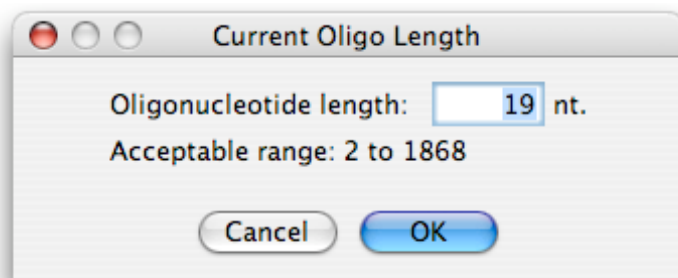 Current Oligo Length
Oligonucleotide length: 19 nt.
Acceptable range: 2 to 1868
Cancel OK